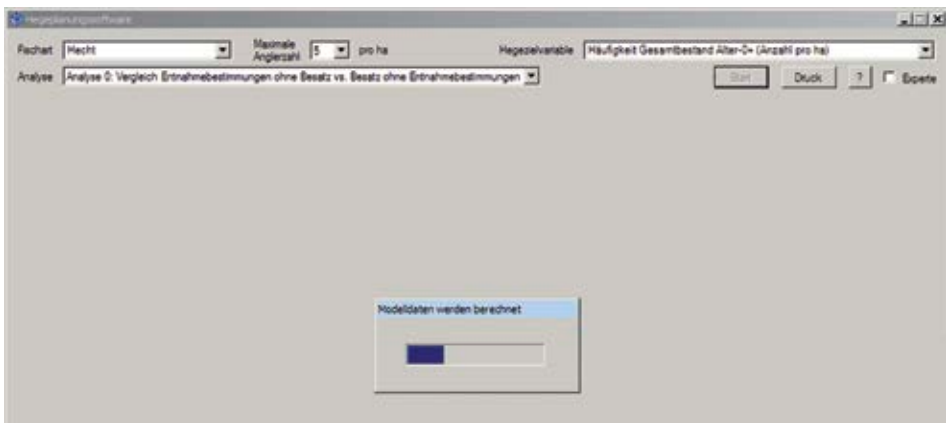 Hegeplanungssoftware
Fischart Hecht Maximale Anglerzahl 5 pro ha Hegezielvariable Häufigkeit Gesamtbestand Alter-0+ (Anzahl pro ha)
Analyse Analyse 0: Vergleich Entnahmebestimmungen ohne Besatz vs. Besatz ohne Entnahmebestimmungen Start Druck ? Experte
Modelldaten werden berechnet